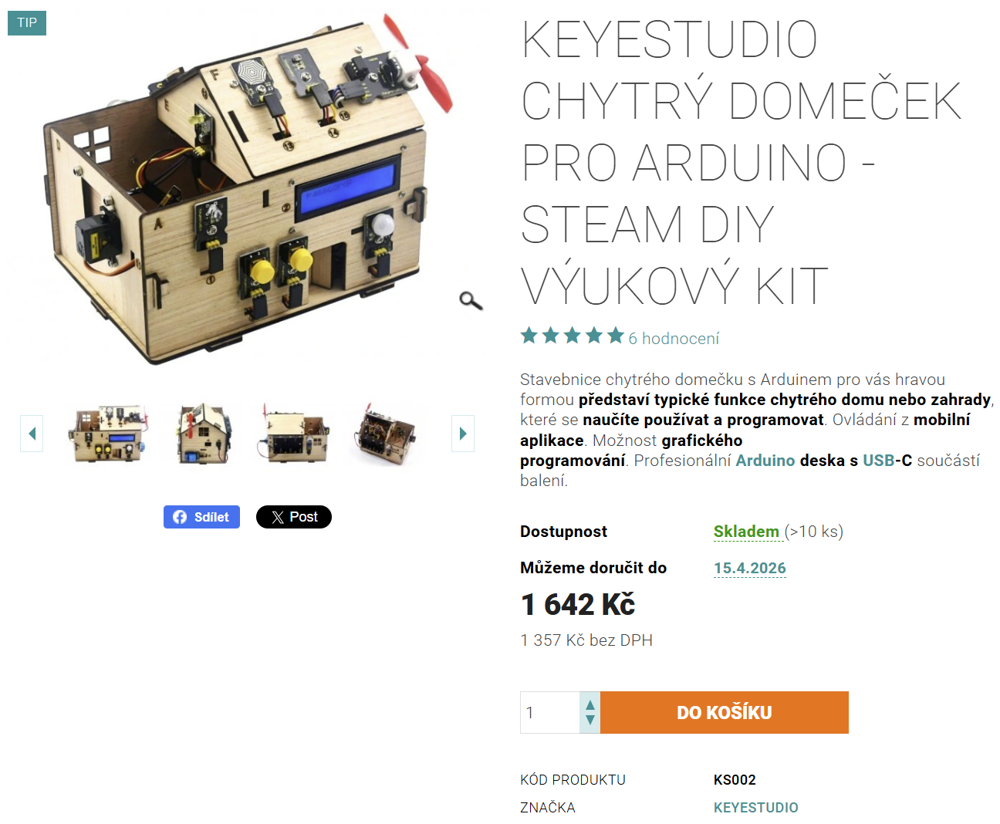 TIP
KEYESTUDIO
CHYTRÝ DOMEČEK
PRO ARDUINO -
STEAM DIY
VÝUKOVÝ KIT
6 hodnocení
Stavebnice chytrého domečku s Arduinem pro vás hravou
formou představí typické funkce chytrého domu nebo zahrady,
které se naučíte používat a programovat. Ovládání z mobilní
aplikace. Možnost grafického
programování. Profesionální Arduino deska s USB-C součástí
balení.
Sdílet
Post
Dostupnost Skladem (>10 ks)
Můžeme doručit do 15.4.2026
1 642 Kč
1 357 Kč bez DPH
1
DO KOŠÍKU
KÓD PRODUKTU KS002
ZNAČKA KEYESTUDIO